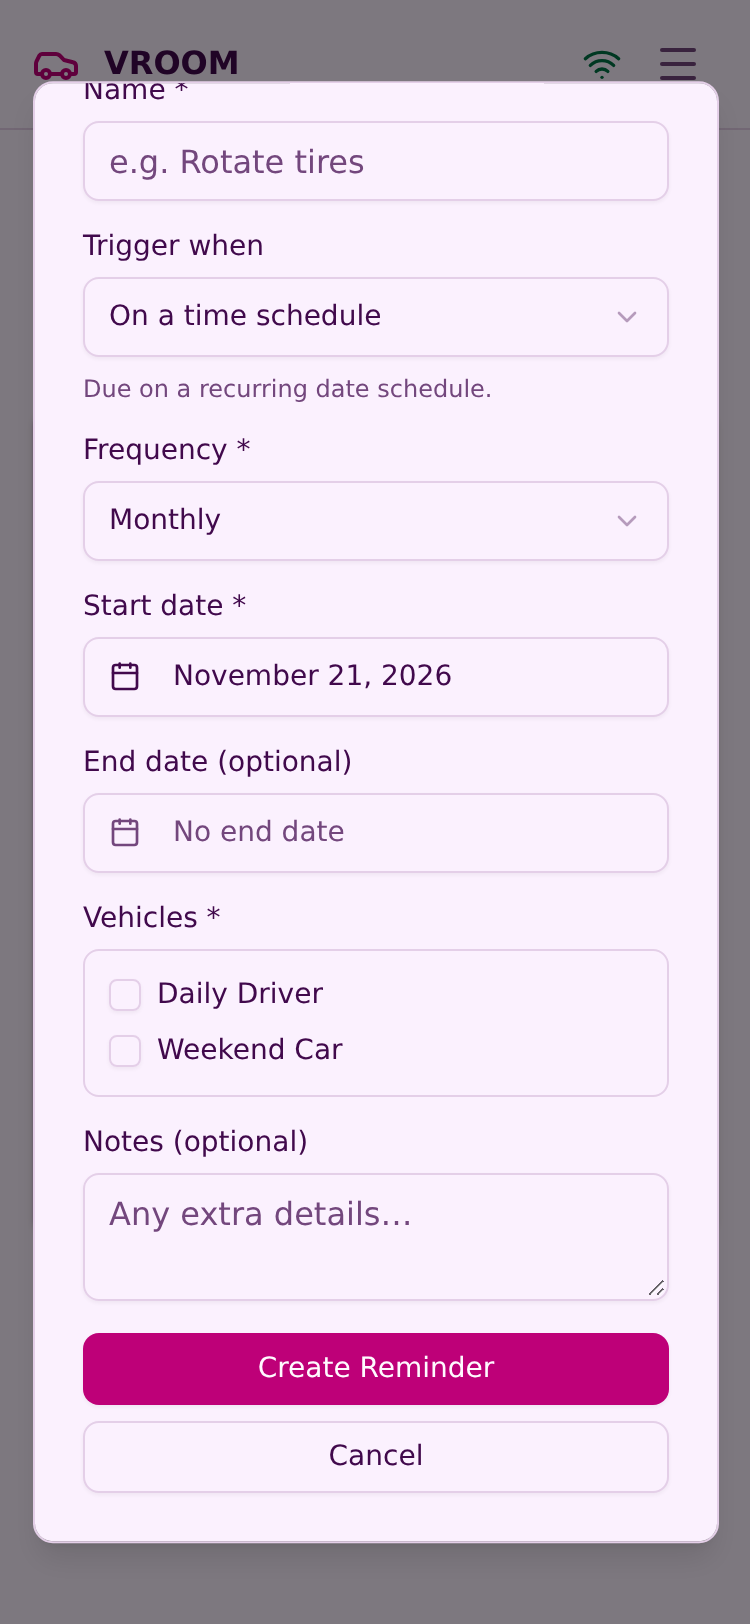 VROOM
Name *
e.g. Rotate tires
Trigger when
On a time schedule
Due on a recurring date schedule.
Frequency *
Monthly
Start date *
November 21, 2026
End date (optional)
No end date
Vehicles *
Daily Driver
Weekend Car
Notes (optional)
Any extra details...
Create Reminder
Cancel